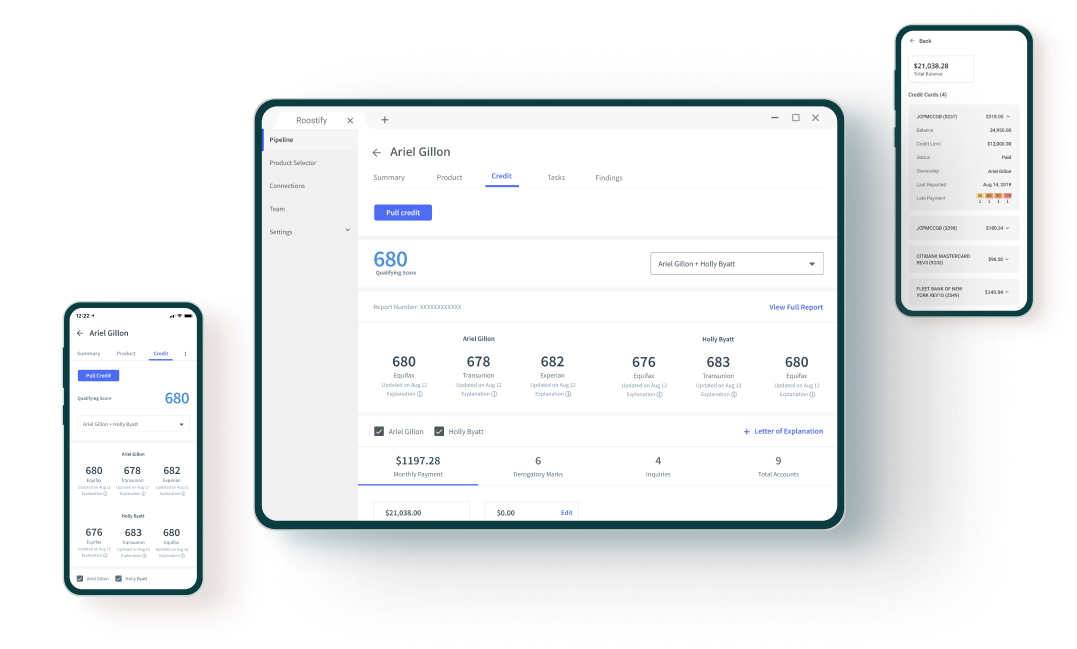 Roostify
Pipeline
Product Selector
Connections
Team
Settings
Ariel Gillon
Summary Product Credit Tasks Findings
Pull credit
680
Qualifying Score
Ariel Gillon + Holly Byatt
Report Number: XXXXXXXXXXXX
View Full Report
Ariel Gillon
680 678 682
Equifax Transunion Experian
Updated on Aug 12 Updated on Aug 12 Updated on Aug 12
Explanation Explanation Explanation
Holly Byatt
676 683 680
Equifax Transunion Equifax
Updated on Aug 12 Updated on Aug 12 Updated on Aug 12
Explanation Explanation Explanation
Ariel Gillon Holly Byatt
+ Letter of Explanation
$1197.28 6 4 9
Monthly Payment Derogatory Marks Inquiries Total Accounts
$21,038.00 $0.00 Edit
12:22
Ariel Gillon
Summary Product Credit
Pull Credit
Qualifying Score 680
Ariel Gillon + Holly Byatt
Ariel Gillon
680 678 682
Equifax Transunion Experian
Updated on Aug 12 Updated on Aug 12 Updated on Aug 12
Explanation Explanation Explanation
Holly Byatt
676 683 680
Equifax Transunion Equifax
Updated on Aug 12 Updated on Aug 12 Updated on Aug 12
Explanation Explanation Explanation
Ariel Gillon Holly Byatt
Back
$21,038.28
Total Balance
Credit Cards (4)
JCPMCCGB (8237) $318.00
Balance $4,950.00
Credit Limit $12,000.00
Status Paid
Ownership Ariel Gillon
Last Reported Aug 14, 2019
Late Payment 30 60 90
1 1 1 1
JCPMCCGB (3298) $180.34
CITIBANK MASTERCARD
REV3 (9232) $96.50
FLEET BANK OF NEW
YORK REV10 (3549) $149.94